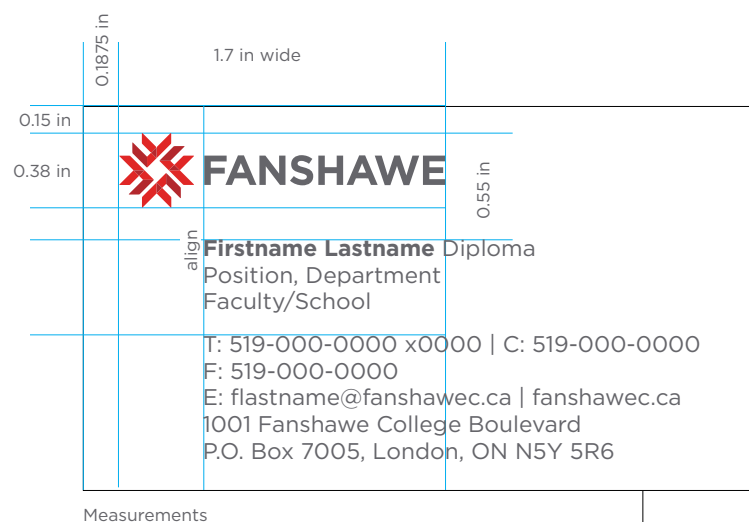 0.1875 in
1.7 in wide
0.15 in
0.38 in
FANSHAWE
0.55 in
align
Firstname Lastname Diploma
Position, Department
Faculty/School
T: 519-000-0000 x0000 | C: 519-000-0000
F: 519-000-0000
E: flastname@fanshawec.ca | fanshawec.ca
1001 Fanshawe College Boulevard
P.O. Box 7005, London, ON N5Y 5R6
Measurements